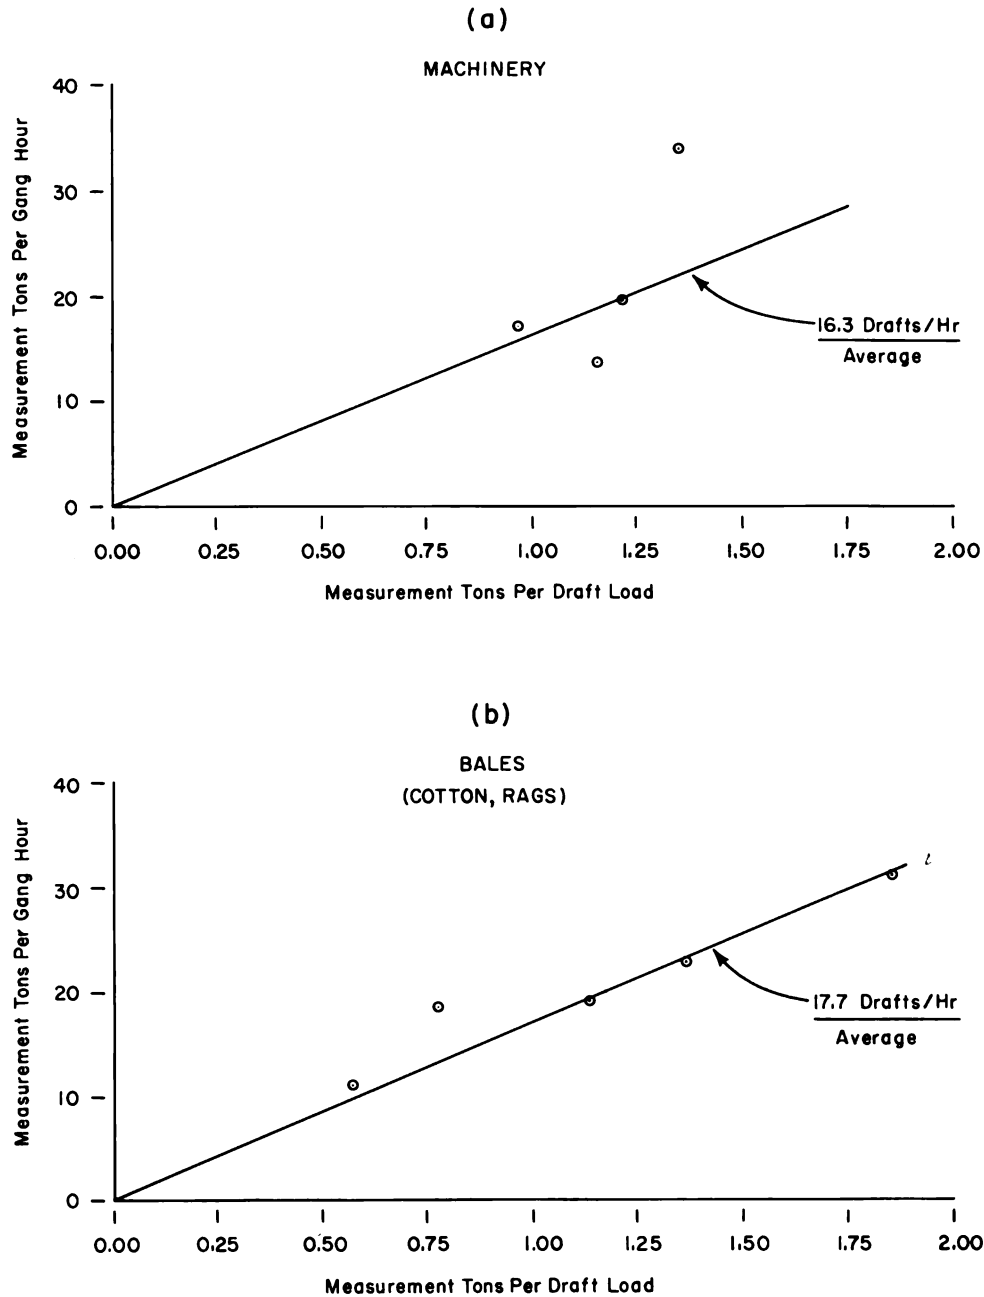 (a)
MACHINERY
Measurement Tons Per Gang Hour
40
30
20
10
0
16.3 Drafts/Hr
Average
0.00 0.25 0.50 0.75 1.00 1.25 1.50 1.75 2.00
Measurement Tons Per Draft Load
(b)
BALES
(COTTON, RAGS)
Measurement Tons Per Gang Hour
40
30
20
10
0
17.7 Drafts/Hr
Average
0.00 0.25 0.50 0.75 1.00 1.25 1.50 1.75 2.00
Measurement Tons Per Draft Load